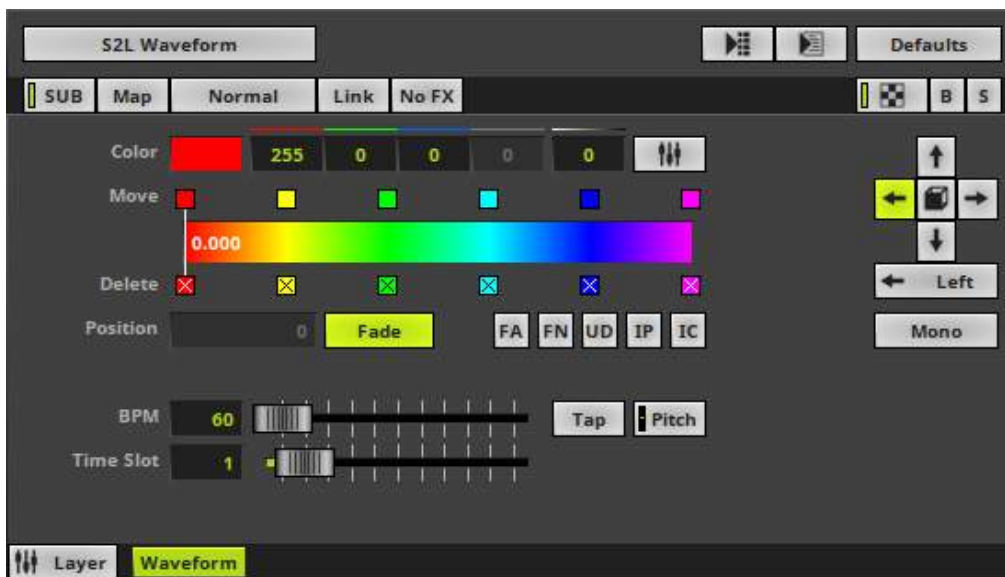 S2L Waveform Defaults
SUB Map Normal Link No FX B S
Color 255 0 0 0 0
Move
0.000
Delete
Left
Position 0 Fade FA FN UD IP IC Mono
BPM 60 Tap Pitch
Time Slot 1
Layer Waveform